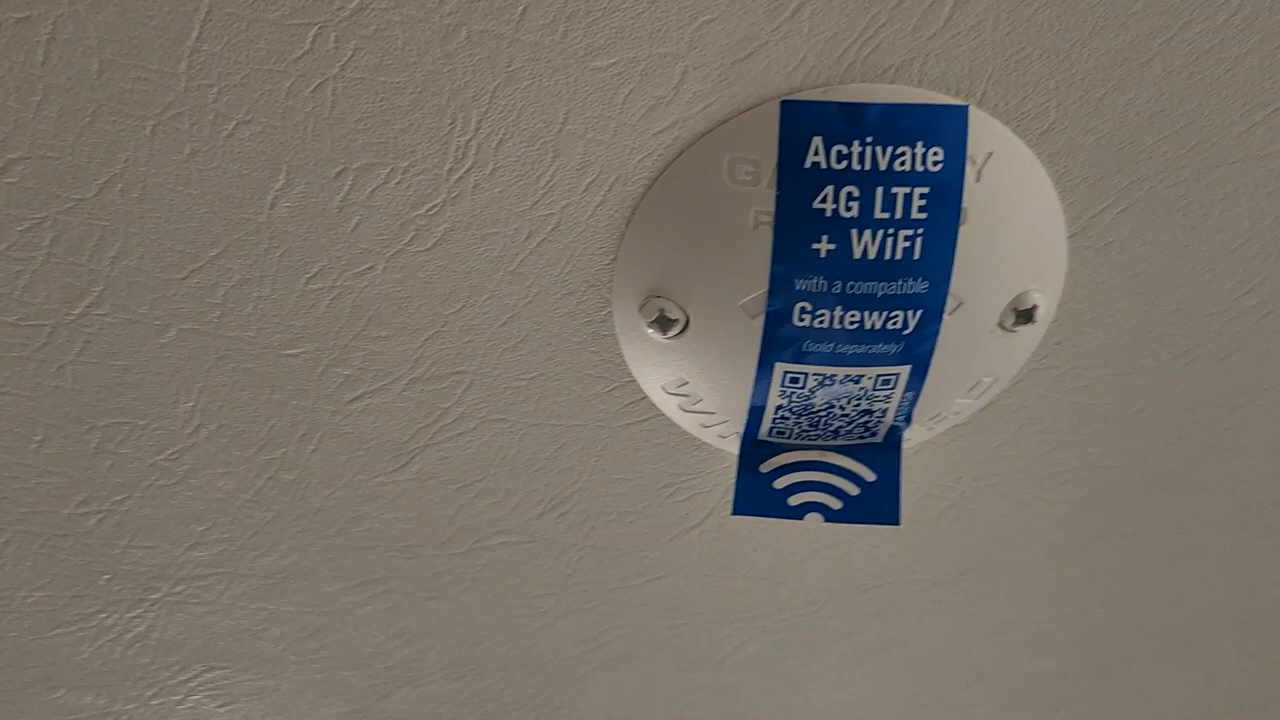 Activate
4G LTE
+ WiFi
with a compatible
Gateway
(sold separately)